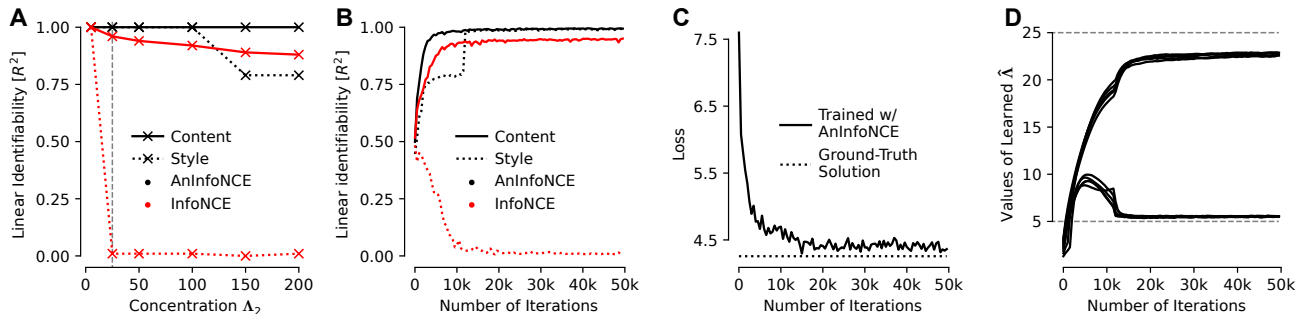 A
Linear Identifiability [R²]
1.00
0.75
0.50
0.25
0.00
Content
Style
AnInfoNCE
InfoNCE
0
50
100
150
200
Concentration Λ₂
B
Linear identifiability [R²]
1.00
0.75
0.50
0.25
0.00
Content
Style
AnInfoNCE
InfoNCE
0
10k
20k
30k
40k
50k
Number of Iterations
C
Loss
7.5
6.5
5.5
4.5
Trained w/
AnInfoNCE
Ground-Truth
Solution
0
10k
20k
30k
40k
50k
Number of Iterations
D
Values of Learned Λ̂
25
20
15
10
5
0
10k
20k
30k
40k
50k
Number of Iterations